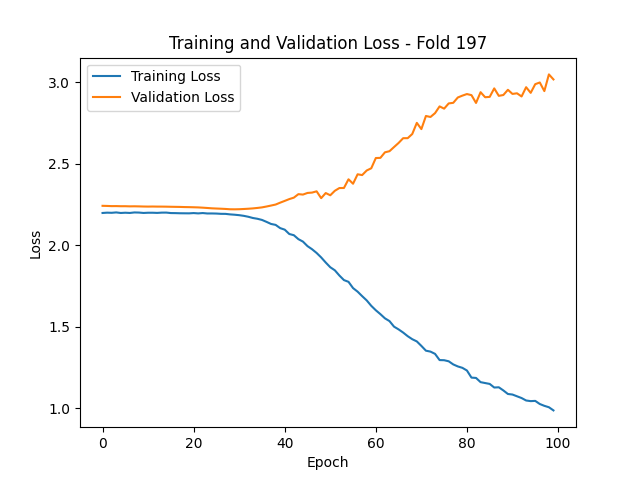 Training and Validation Loss - Fold 197
Training Loss
Validation Loss
Loss
3.0
2.5
2.0
1.5
1.0
0 20 40 60 80 100
Epoch